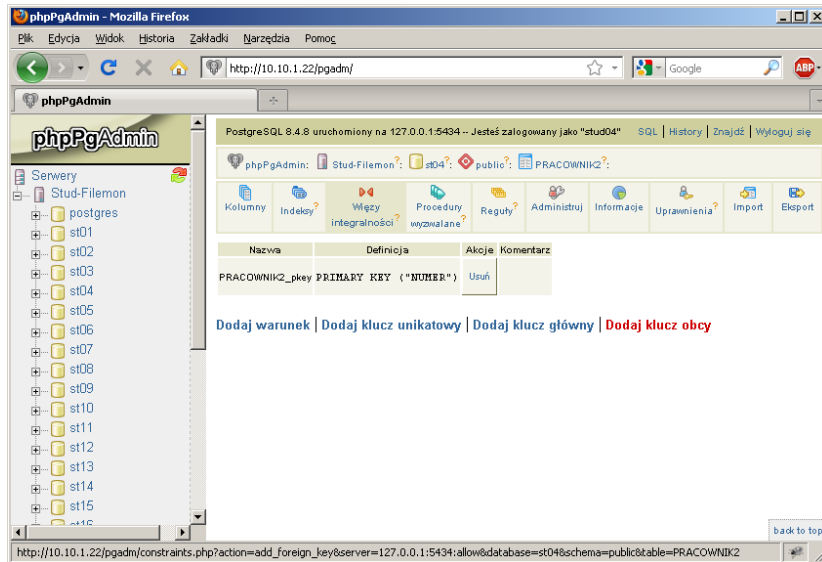 phpPgAdmin - Mozilla Firefox
Plik Edycja Widok Historia Zakładki Narzędzia Pomoc
http://10.10.1.22/pgadm/ Google ABP
phpPgAdmin
phpPgAdmin
Serwery
Stud-Filemon
postgres
st01
st02
st03
st04
st05
st06
st07
st08
st09
st10
st11
st12
st13
st14
st15
st16
PostgreSQL 8.4.8 uruchomiony na 127.0.0.1:5434 -- Jesteś zalogowany jako "stud04" SQL | History | Znajdź | Wyloguj się
phpPgAdmin: Stud-Filemon?: st04?: public?: PRACOWNIK2?:
Kolumny Indeksy? Więzy integralności? Procedury wyzwalane? Reguły? Administruj Informacje Uprawnienia? Import Eksport
Nazwa Definicja Akcje Komentarz
PRACOWNIK2_pkey PRIMARY KEY ("NUMER") Usuń
Dodaj warunek | Dodaj klucz unikatowy | Dodaj klucz główny | Dodaj klucz obcy
back to top
http://10.10.1.22/pgadm/constraints.php?action=add_foreign_key&server=127.0.0.1:5434:allow&database=st04&schema=public&table=PRACOWNIK2